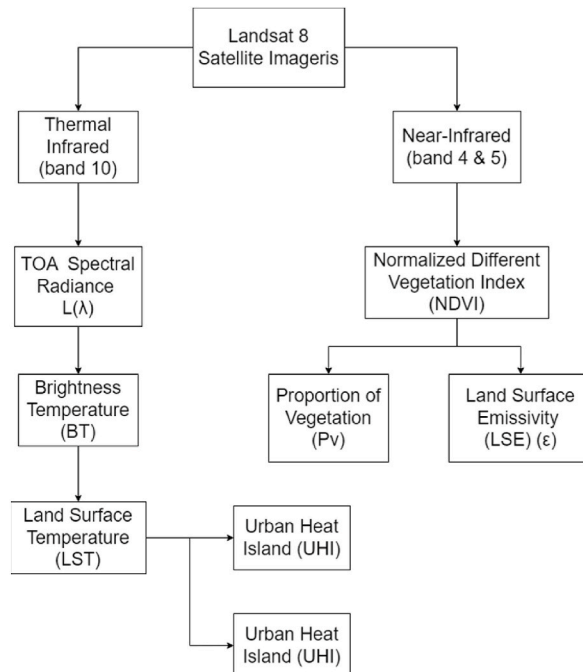 Landsat 8
Satellite Imageris
Thermal
Infrared
(band 10)
Near-Infrared
(band 4 & 5)
TOA Spectral
Radiance
L(λ)
Normalized Different
Vegetation Index
(NDVI)
Brightness
Temperature
(BT)
Proportion of
Vegetation
(Pv)
Land Surface
Emissivity
(LSE) (ε)
Land Surface
Temperature
(LST)
Urban Heat
Island (UHI)
Urban Heat
Island (UHI)